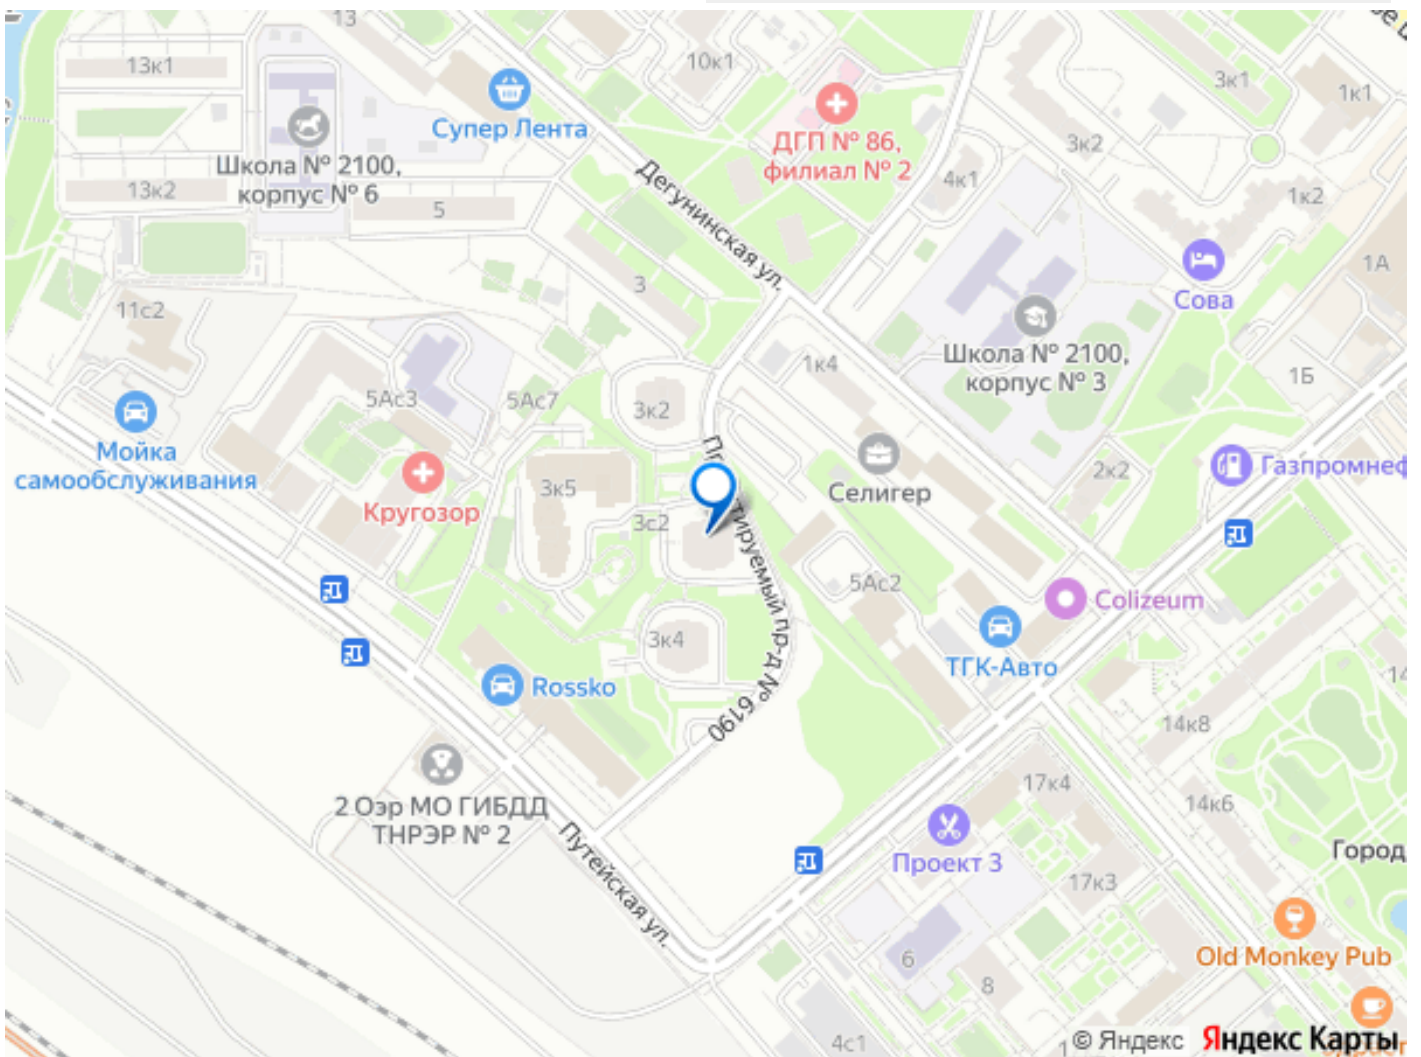 13
13к1
10к1
3к1
1к1
Супер Лента
ДГП № 86,
филиал № 2
3к2
Школа № 2100,
корпус № 6
13к2
5
4к1
1к2
Дегунинская ул.
1А
Сова
3
11с2
Школа № 2100,
корпус № 3
1к4
1Б
5Ас3
5Ас7
3к2
Мойка
самообслуживания
Кругозор
3к5
3с2
Селигер
2к2
Газпромнеф
5Ас2
Colizeum
3к4
ТГК-Авто
Rossko
тируемый пр-д № 6190
14к8
17к4
14к6
2 Оэр МО ГИБДД
ТНРЭР № 2
Путейская ул.
Проект 3
17к3
Город
6
8
Old Monkey Pub
4с1
© Яндекс Яндекс Карты